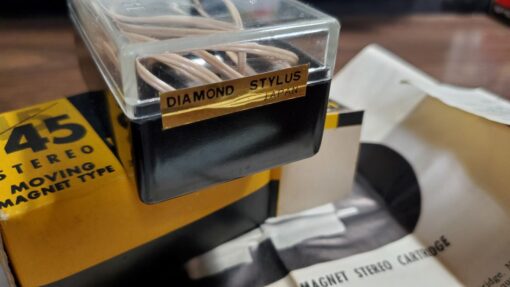 DIAMOND STYLUS
JAPAN
45
STEREO
MOVING
MAGNET TYPE
MAGNET STEREO CARTRIDGE